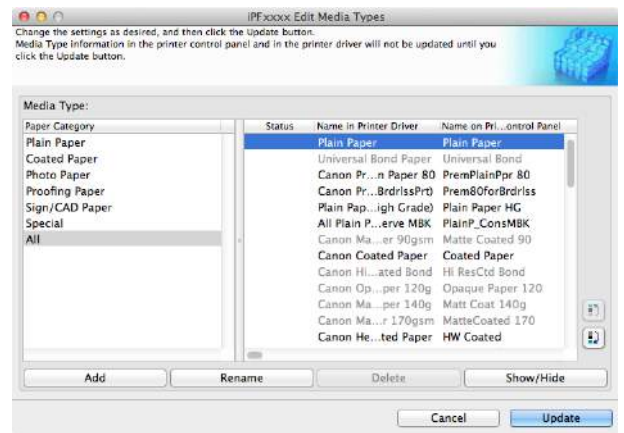 iPFxxxx Edit Media Types
Change the settings as desired, and then click the Update button.
Media Type information in the printer control panel and in the printer driver will not be updated until you
click the Update button.
Media Type:
Paper Category
Plain Paper
Coated Paper
Photo Paper
Proofing Paper
Sign/CAD Paper
Special
All
Status Name in Printer Driver Name on Pri...ontrol Panel
Plain Paper Plain Paper
Universal Bond Paper Universal Bond
Canon Pr...n Paper 80 PremPlainPpr 80
Canon Pr...BrdrlssPrt) Prem80forBrdrlss
Plain Pap...igh Grade) Plain Paper HG
All Plain P...erve MBK PlainP_ConsMBK
Canon Ma...er 90gsm Matte Coated 90
Canon Coated Paper Coated Paper
Canon Hi...ated Bond Hi ResCtd Bond
Canon Op...per 120g Opaque Paper 120
Canon Ma...per 140g Matt Coat 140g
Canon Ma...r 170gsm MatteCoated 170
Canon He...ted Paper HW Coated
Add Rename Delete Show/Hide
Cancel Update